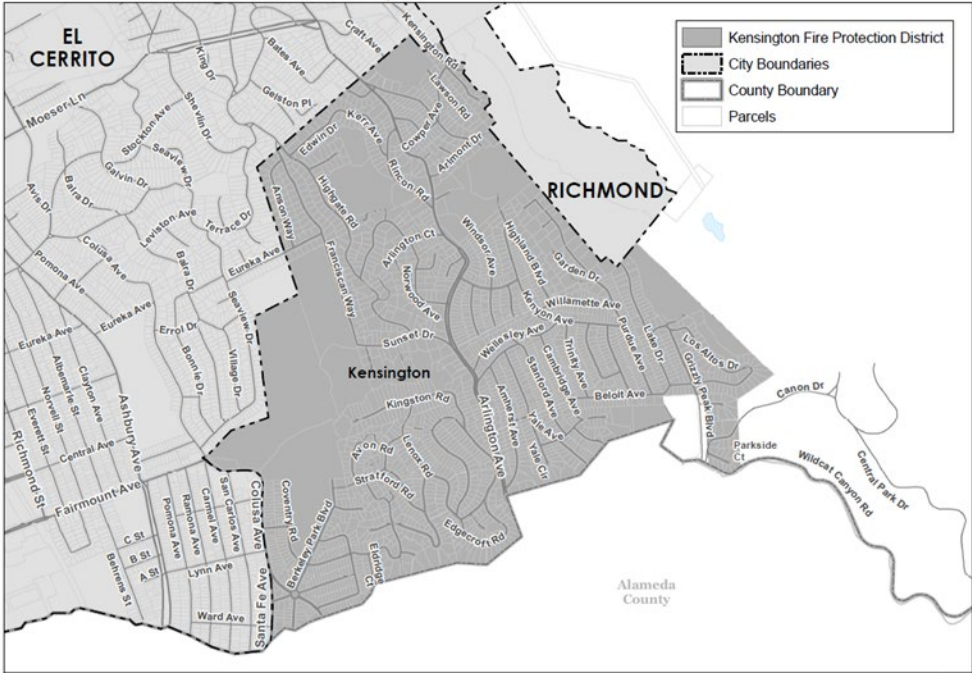 EL
CERRITO
RICHMOND
Kensington
Alameda
County
Kensington Fire Protection District
City Boundaries
County Boundary
Parcels
Craft Ave
Kensington Rd
King Dr
Bates Ave
Gelston Pl
Moeser Ln
Shevlin Dr
Stockton Ave
Seaview Dr
Galvin Dr
Balra Dr
Avis Dr
Leviston Ave
Terrace Dr
Colusa Ave
Balra Dr
Pomona Ave
Eureka Ave
Eureka Ave
Eureka Ave
Seaview Dr
Errol Dr
Bonnie Dr
Village Dr
Albemarle St
Clayton Ave
Norvell St
Everett St
Richmond St
Ashbury Ave
Central Ave
Fairmount Ave
C St
B St
A St
Behrens St
Pomona Ave
Ramona Ave
Carmel Ave
San Carlos Ave
Colusa Ave
Lynn Ave
Ward Ave
Santa Fe Ave
Lawson Rd
Cowper Ave
Kerr Ave
Edwin Dr
Arlmont Dr
Rincon Rd
Anson Way
Highgate Rd
Franciscan Way
Arlington Ct
Norwood Ave
Windsor Ave
Highland Blvd
Garden Dr
Willamette Ave
Kenyon Ave
Sunset Dr
Wellesley Ave
Purdue Ave
Lake Dr
Los Altos Dr
Grizzly Peak Blvd
Trinity Ave
Cambridge Ave
Stanford Ave
Beloit Ave
Kingston Rd
Arlington Ave
Amherst Ave
Yale Ave
Yale Cir
Avon Rd
Lenox Rd
Stratford Rd
Edgecroft Rd
Coventry Rd
Berkeley Park Blvd
Eldridge Ct
Parkside Ct
Canon Dr
Central Park Dr
Wildcat Canyon Rd